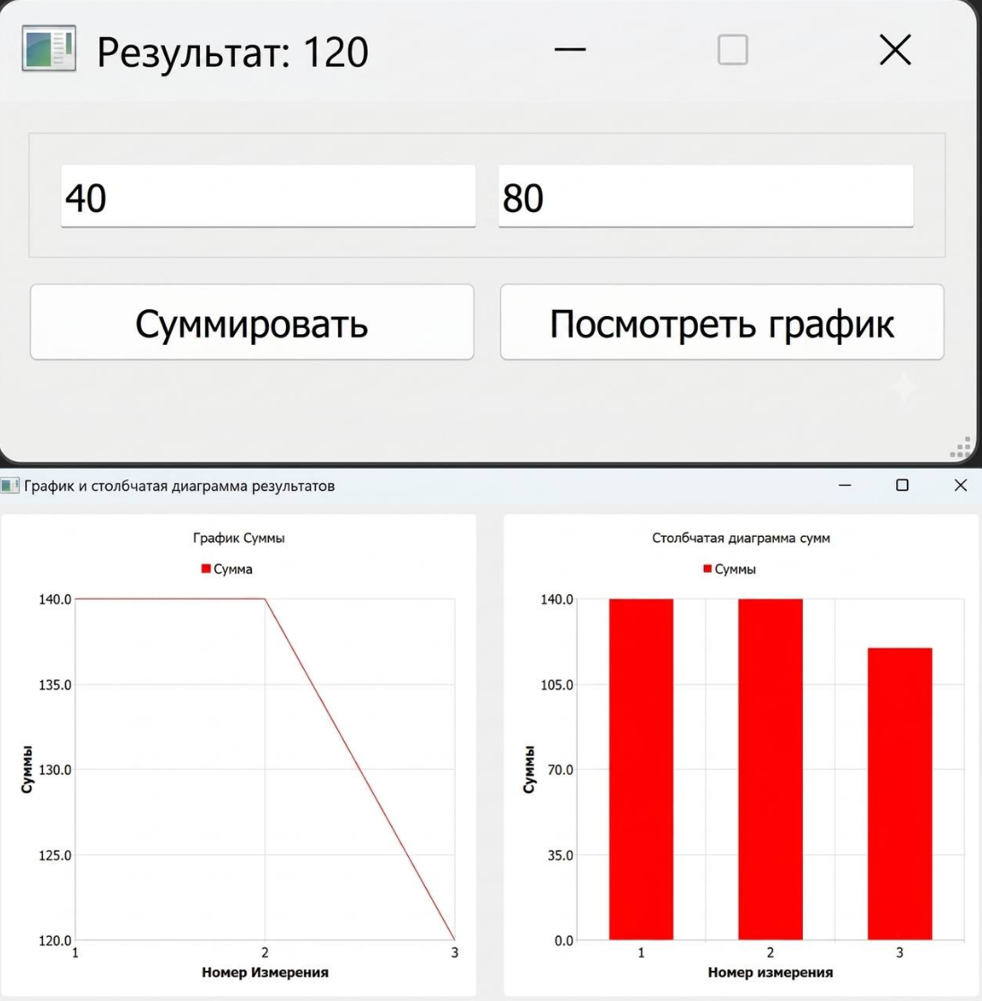 Результат: 120
40 80
Суммировать Посмотреть график
График и столбчатая диаграмма результатов
График Суммы
Сумма
140.0
135.0
130.0
125.0
120.0
Суммы
1 2 3
Номер Измерения
Столбчатая диаграмма сумм
Суммы
140.0
105.0
70.0
35.0
0.0
Суммы
1 2 3
Номер измерения